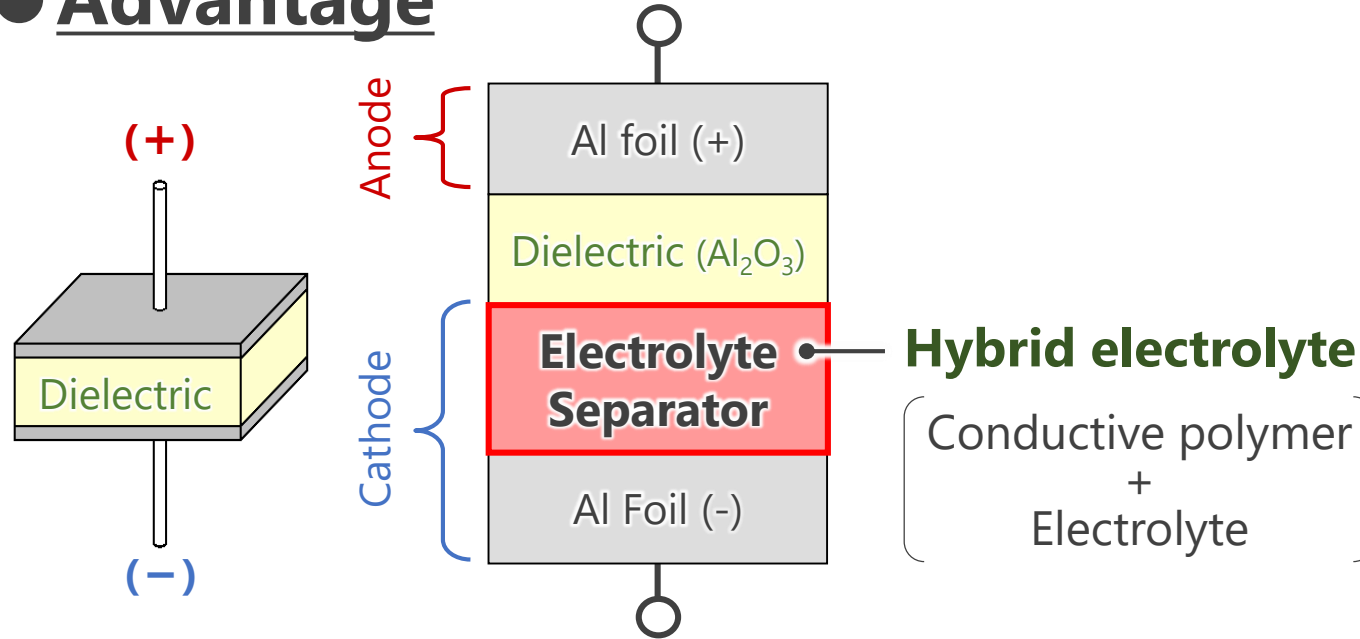 ● Advantage
(+)
Dielectric
(−)
Anode
Cathode
Al foil (+)
Dielectric (Al₂O₃)
Electrolyte
Separator
Al Foil (-)
Hybrid electrolyte
Conductive polymer
+
Electrolyte